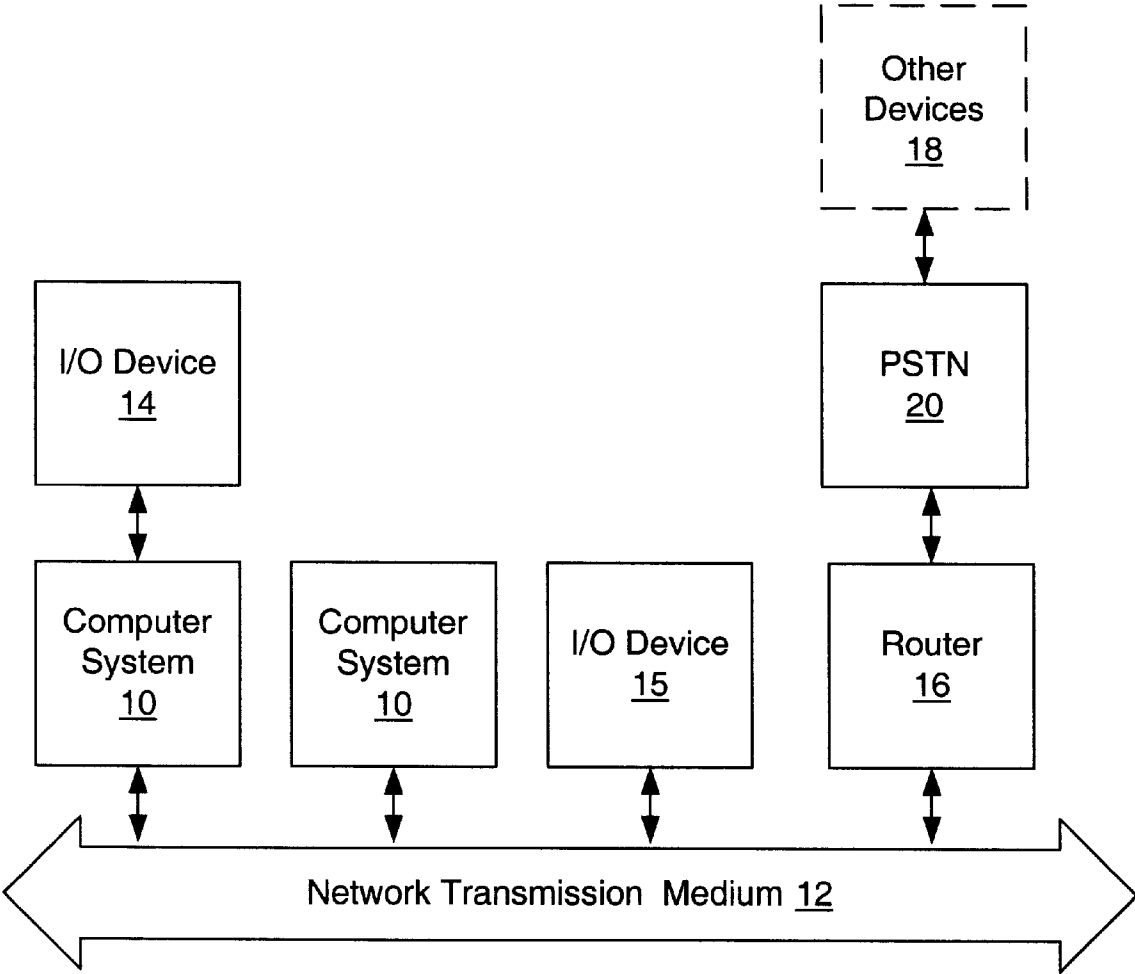 Other
Devices
18
I/O Device
14
PSTN
20
Computer
System
10
Computer
System
10
I/O Device
15
Router
16
Network Transmission Medium 12